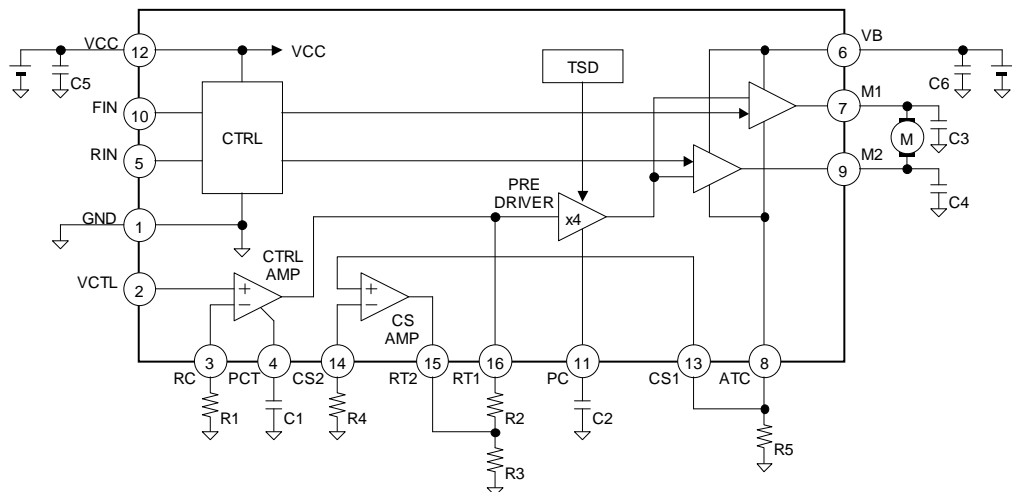 VCC
12
VCC
C5
TSD
VB
6
C6
FIN
10
M1
7
CTRL
M
C3
RIN
5
M2
9
C4
GND
1
PRE
DRIVER
x4
CTRL
AMP
VCTL
2
+
−
+
−
CS
AMP
3
4
14
15
16
11
13
8
RC
PCT
CS2
RT2
RT1
PC
CS1
ATC
R1
C1
R4
R2
C2
R3
R5